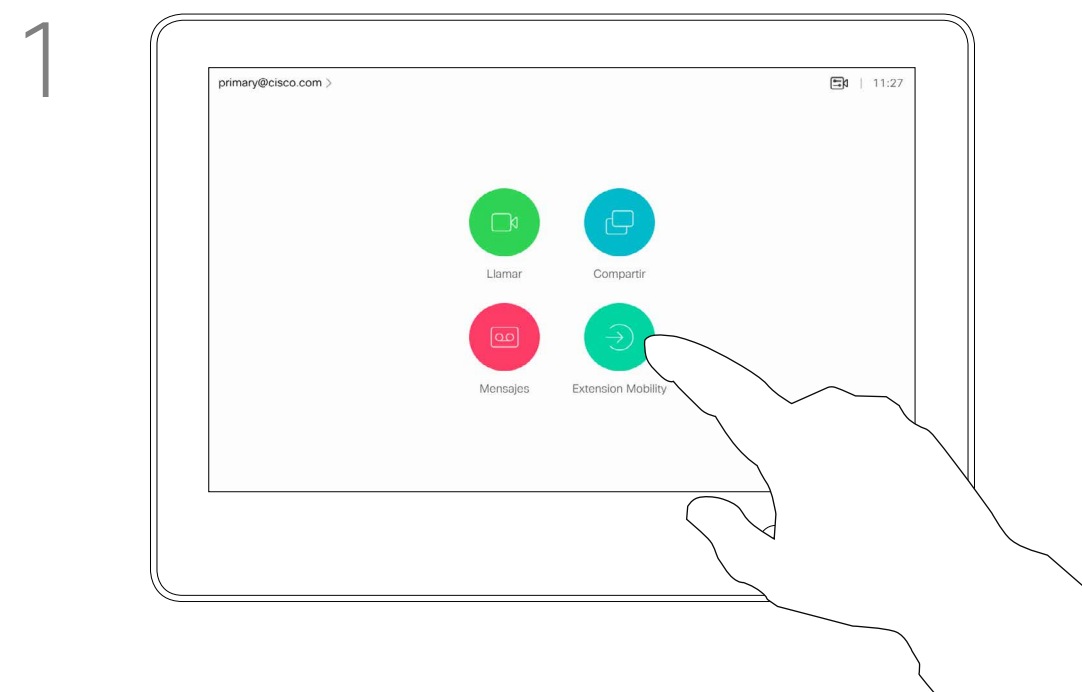 1
primary@cisco.com >
11:27
Llamar
Compartir
Mensajes
Extension Mobility